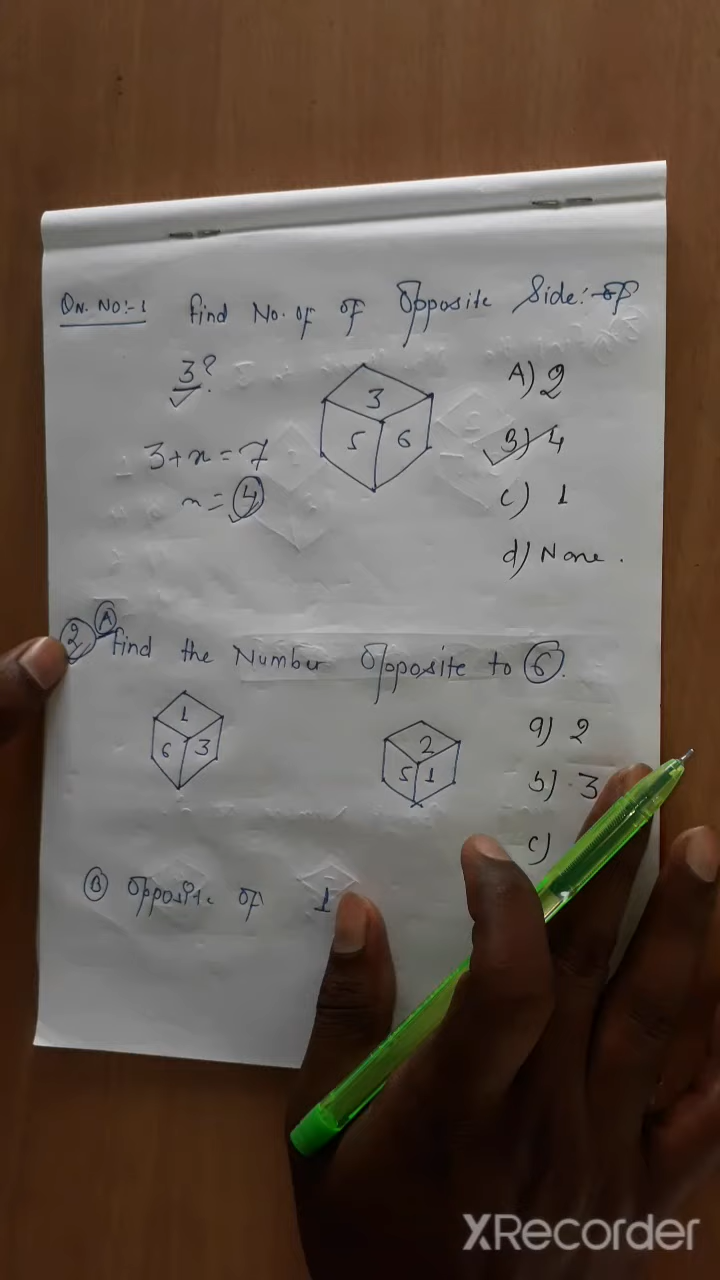 Qn. No:-1 Find No. of of Opposite Side:- of
3?
3
5 6
A) 2
3+x = 7
B) 4
x = 4
c) 1
d) None.
2 A Find the Number Opposite to 6.
1
6 3
2
5 1
a) 2
b) 3
c)
B Opposite of 1
XRecorder